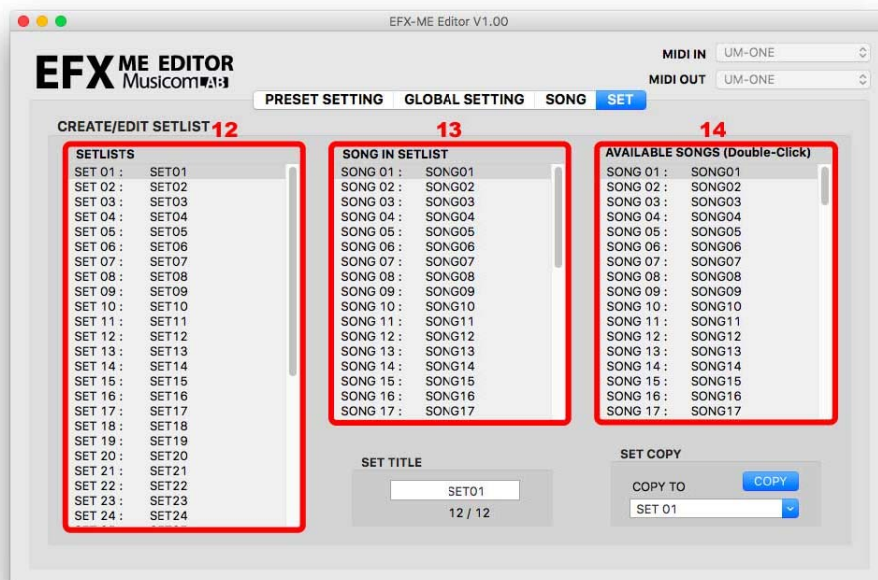 EFX-ME Editor V1.00
EFX ME EDITOR
MusicomLAB
MIDI IN UM-ONE
MIDI OUT UM-ONE
PRESET SETTING GLOBAL SETTING SONG SET
CREATE/EDIT SETLIST
12
13
14
SETLISTS
SET 01 : SET01
SET 02 : SET02
SET 03 : SET03
SET 04 : SET04
SET 05 : SET05
SET 06 : SET06
SET 07 : SET07
SET 08 : SET08
SET 09 : SET09
SET 10 : SET10
SET 11 : SET11
SET 12 : SET12
SET 13 : SET13
SET 14 : SET14
SET 15 : SET15
SET 16 : SET16
SET 17 : SET17
SET 18 : SET18
SET 19 : SET19
SET 20 : SET20
SET 21 : SET21
SET 22 : SET22
SET 23 : SET23
SET 24 : SET24
SONG IN SETLIST
SONG 01 : SONG01
SONG 02 : SONG02
SONG 03 : SONG03
SONG 04 : SONG04
SONG 05 : SONG05
SONG 06 : SONG06
SONG 07 : SONG07
SONG 08 : SONG08
SONG 09 : SONG09
SONG 10 : SONG10
SONG 11 : SONG11
SONG 12 : SONG12
SONG 13 : SONG13
SONG 14 : SONG14
SONG 15 : SONG15
SONG 16 : SONG16
SONG 17 : SONG17
AVAILABLE SONGS (Double-Click)
SONG 01 : SONG01
SONG 02 : SONG02
SONG 03 : SONG03
SONG 04 : SONG04
SONG 05 : SONG05
SONG 06 : SONG06
SONG 07 : SONG07
SONG 08 : SONG08
SONG 09 : SONG09
SONG 10 : SONG10
SONG 11 : SONG11
SONG 12 : SONG12
SONG 13 : SONG13
SONG 14 : SONG14
SONG 15 : SONG15
SONG 16 : SONG16
SONG 17 : SONG17
SET TITLE
SET01
12 / 12
SET COPY
COPY TO COPY
SET 01